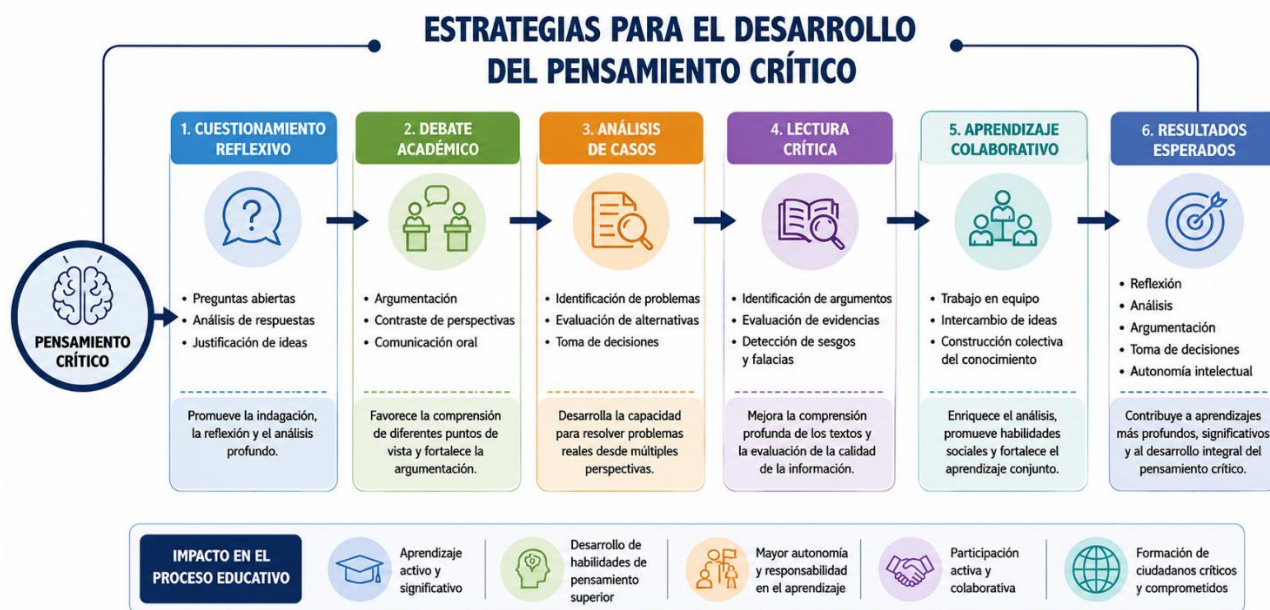 ESTRATEGIAS PARA EL DESARROLLO
DEL PENSAMIENTO CRÍTICO
PENSAMIENTO
CRÍTICO
1. CUESTIONAMIENTO
REFLEXIVO
• Preguntas abiertas
• Análisis de respuestas
• Justificación de ideas
Promueve la indagación,
la reflexión y el análisis
profundo.
2. DEBATE
ACADÉMICO
• Argumentación
• Contraste de perspectivas
• Comunicación oral
Favorece la comprensión
de diferentes puntos de
vista y fortalece la
argumentación.
3. ANÁLISIS
DE CASOS
• Identificación de problemas
• Evaluación de alternativas
• Toma de decisiones
Desarrolla la capacidad
para resolver problemas
reales desde múltiples
perspectivas.
4. LECTURA
CRÍTICA
• Identificación de argumentos
• Evaluación de evidencias
• Detección de sesgos
y falacias
Mejora la comprensión
profunda de los textos y
la evaluación de la calidad
de la información.
5. APRENDIZAJE
COLABORATIVO
• Trabajo en equipo
• Intercambio de ideas
• Construcción colectiva
del conocimiento
Enriquece el análisis,
promueve habilidades
sociales y fortalece el
aprendizaje conjunto.
6. RESULTADOS
ESPERADOS
• Reflexión
• Análisis
• Argumentación
• Toma de decisiones
• Autonomía intelectual
Contribuye a aprendizajes
más profundos, significativos
y al desarrollo integral del
pensamiento crítico.
IMPACTO EN EL
PROCESO EDUCATIVO
Aprendizaje
activo y
significativo
Desarrollo de
habilidades de
pensamiento
superior
Mayor autonomía
y responsabilidad
en el aprendizaje
Participación
activa y
colaborativa
Formación de
ciudadanos críticos
y comprometidos